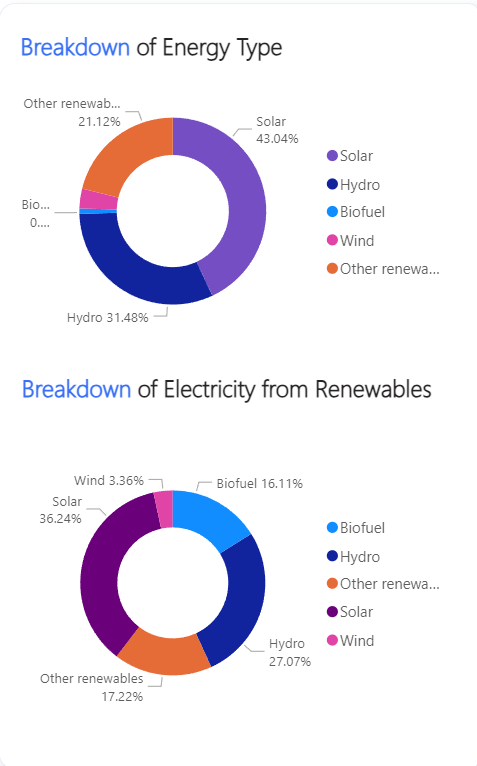 Breakdown of Energy Type
Other renewab...
21.12%
Solar
43.04%
Bio...
0....
Hydro 31.48%
Solar
Hydro
Biofuel
Wind
Other renewa...
Breakdown of Electricity from Renewables
Wind 3.36%
Biofuel 16.11%
Solar
36.24%
Hydro
27.07%
Other renewables
17.22%
Biofuel
Hydro
Other renewa...
Solar
Wind